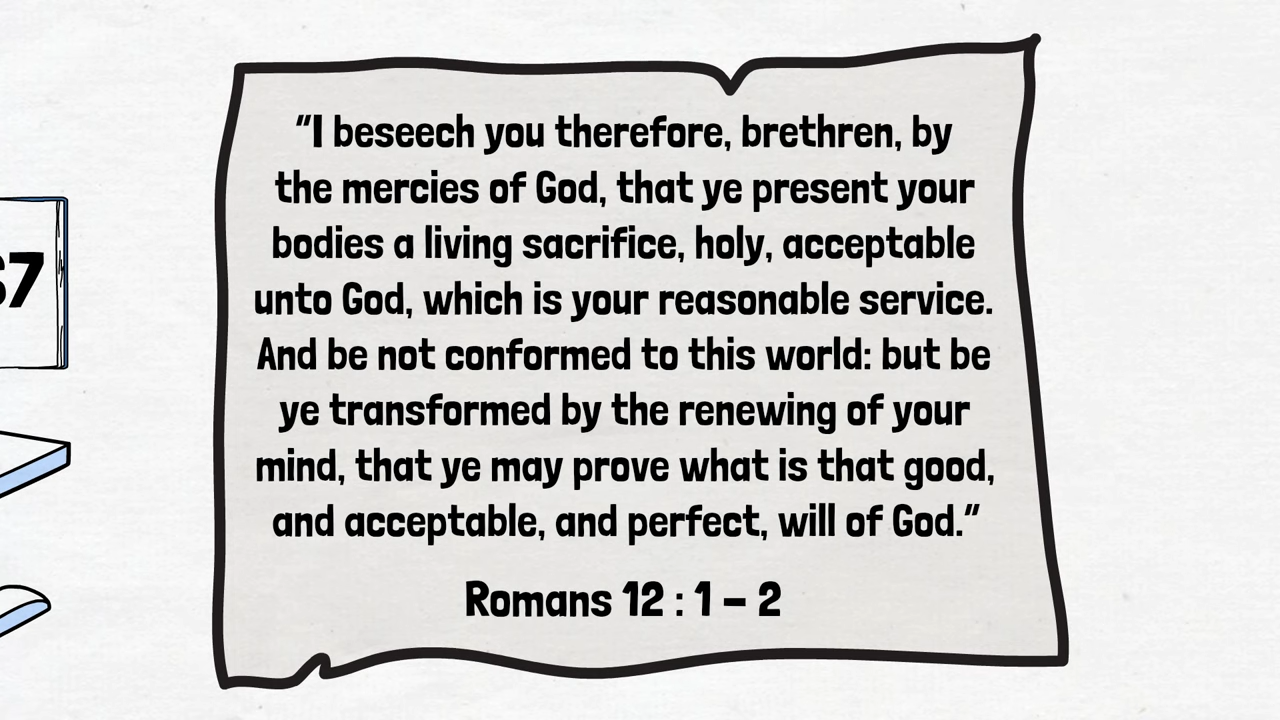 “I beseech you therefore, brethren, by
the mercies of God, that ye present your
bodies a living sacrifice, holy, acceptable
unto God, which is your reasonable service.
And be not conformed to this world: but be
ye transformed by the renewing of your
mind, that ye may prove what is that good,
and acceptable, and perfect, will of God.”
Romans 12 : 1 – 2